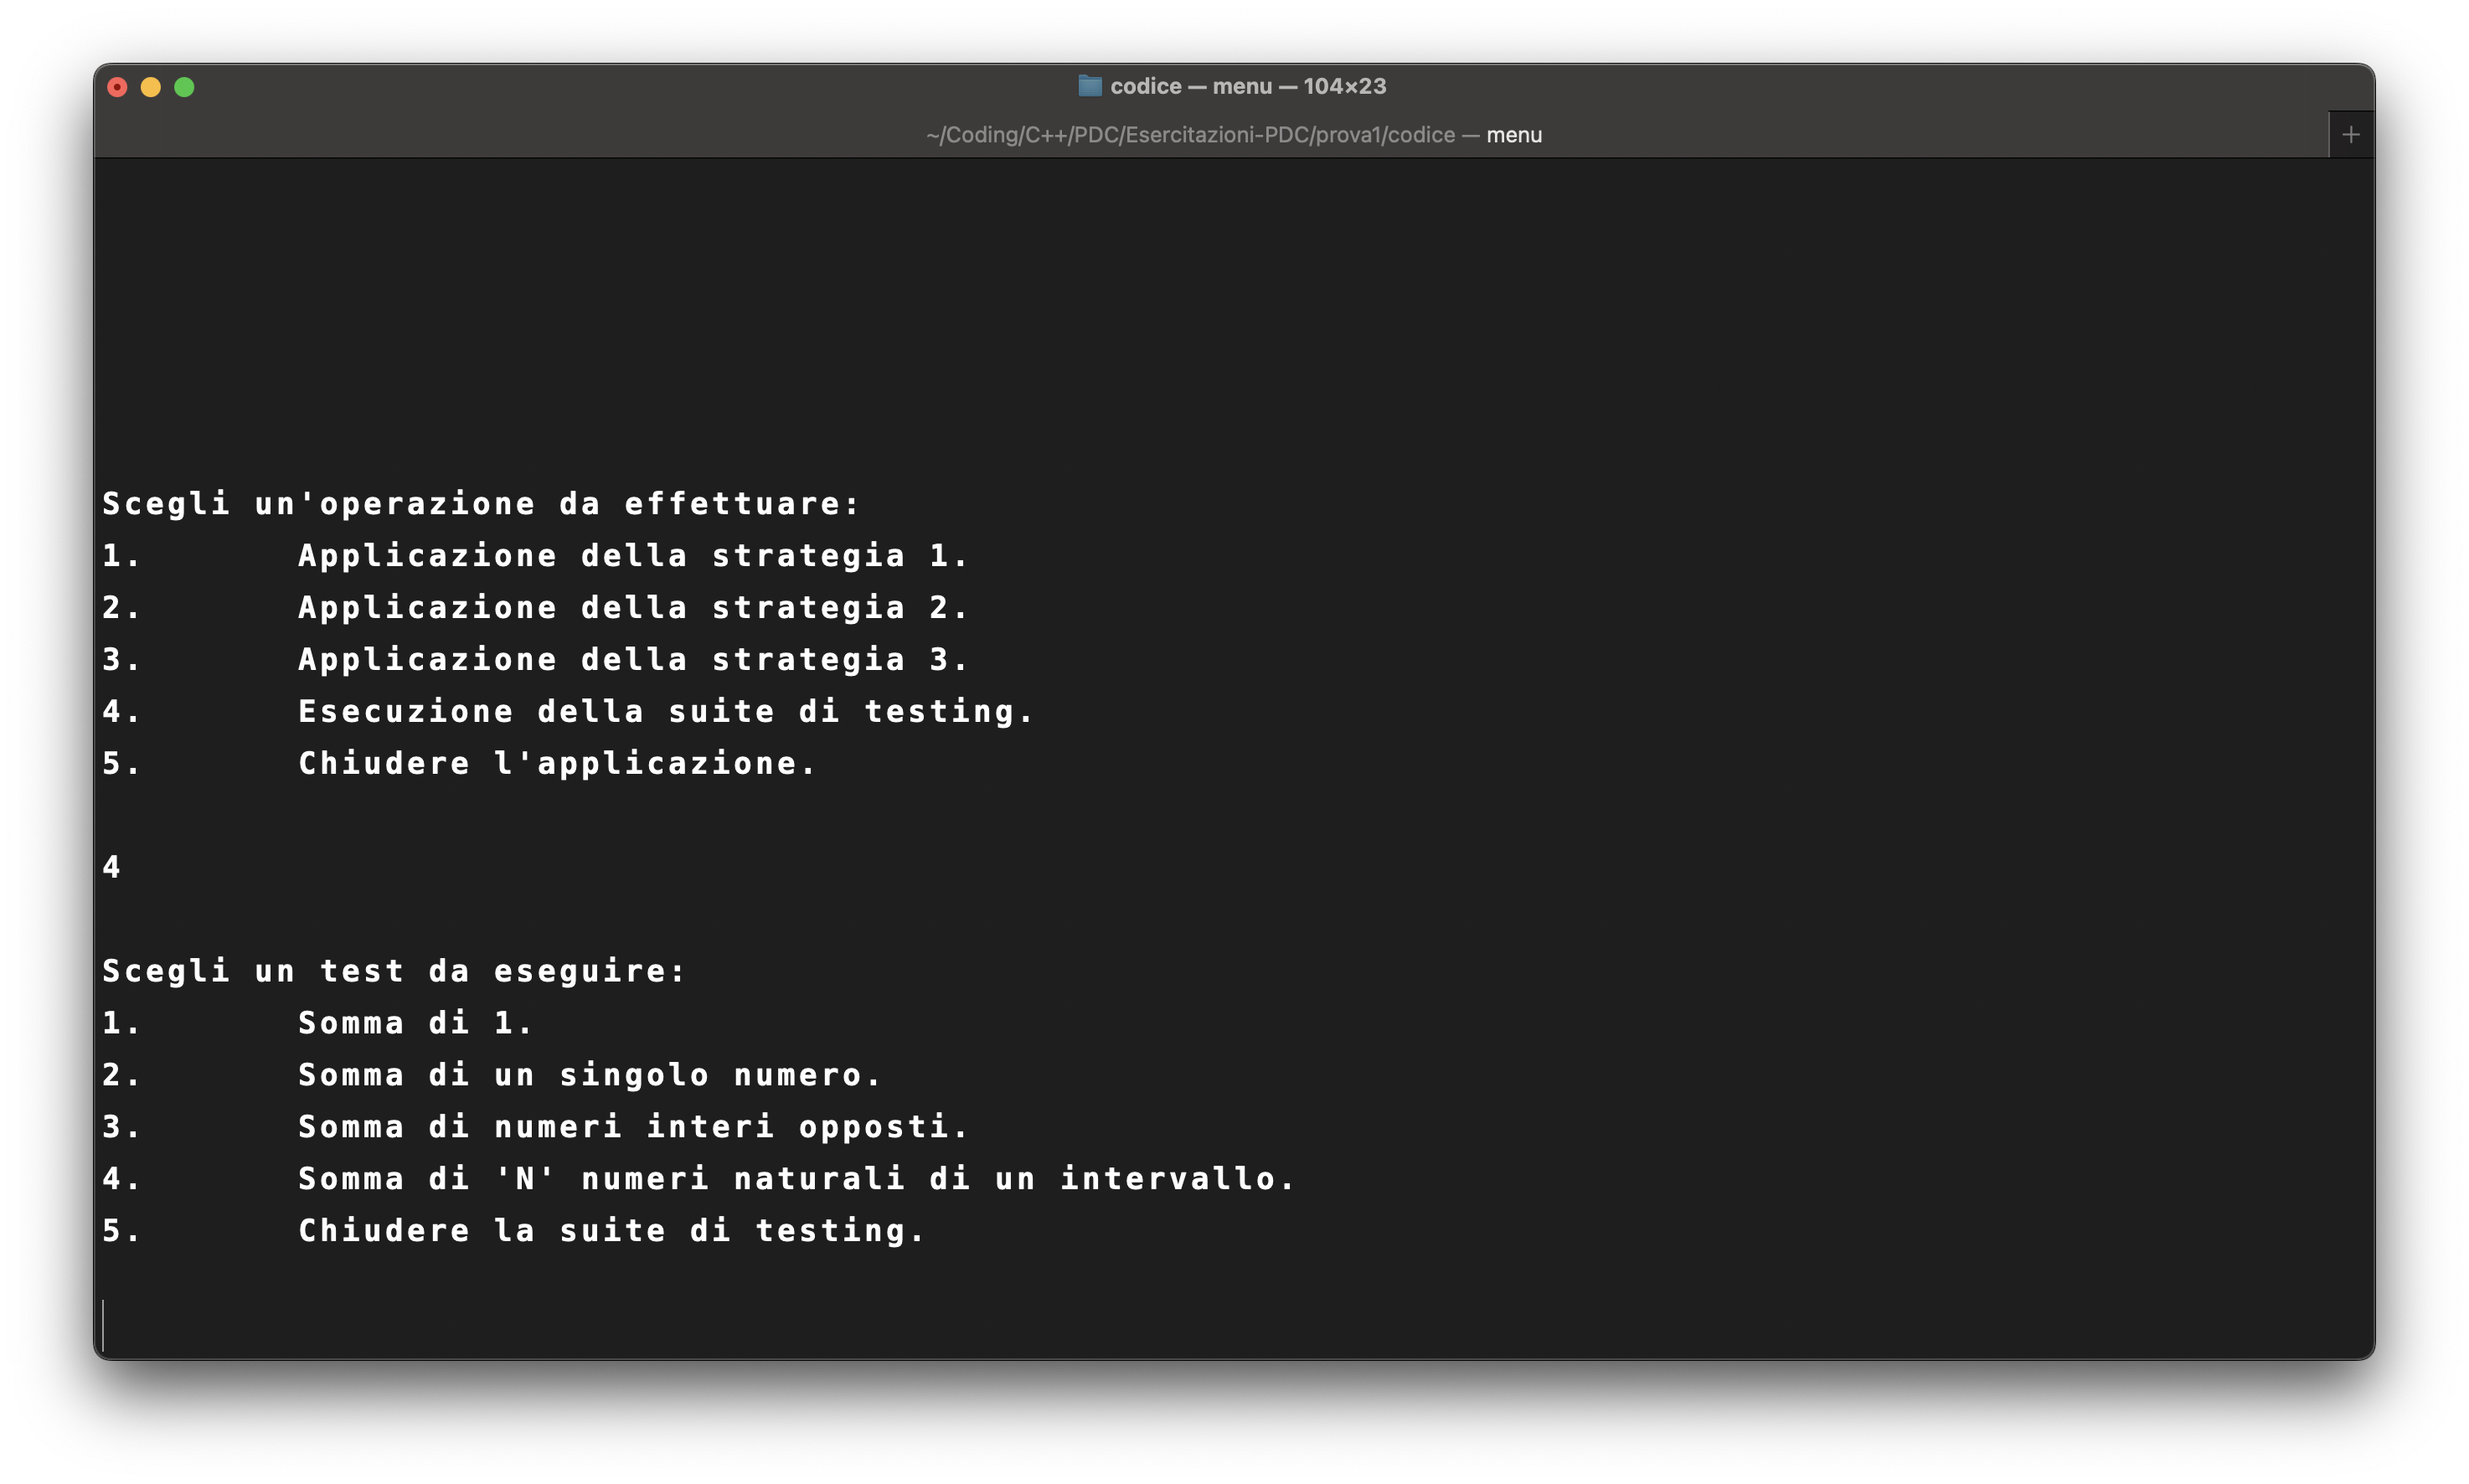 codice — menu — 104×23
~/Coding/C++/PDC/Esercitazioni-PDC/prova1/codice — menu
+
Scegli un'operazione da effettuare:
1. Applicazione della strategia 1.
2. Applicazione della strategia 2.
3. Applicazione della strategia 3.
4. Esecuzione della suite di testing.
5. Chiudere l'applicazione.
4
Scegli un test da eseguire:
1. Somma di 1.
2. Somma di un singolo numero.
3. Somma di numeri interi opposti.
4. Somma di 'N' numeri naturali di un intervallo.
5. Chiudere la suite di testing.